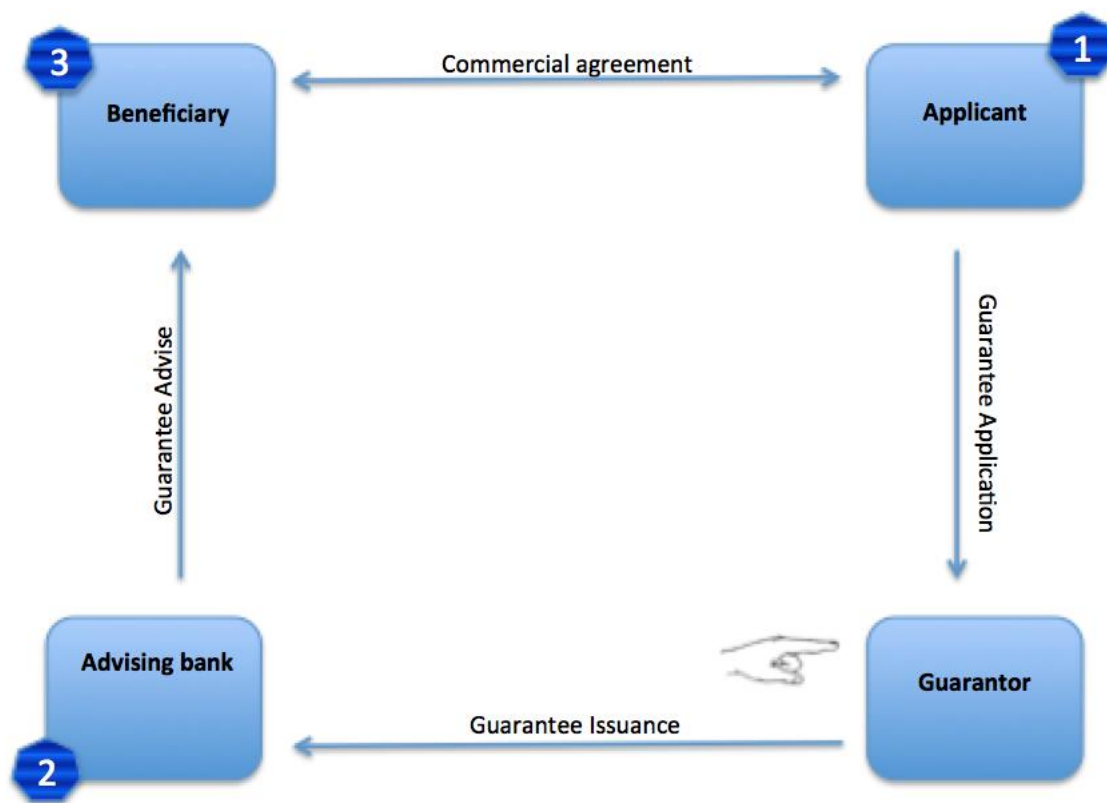 3
1
Commercial agreement
Beneficiary
Applicant
Guarantee Advise
Guarantee Application
Advising bank
Guarantor
Guarantee Issuance
2